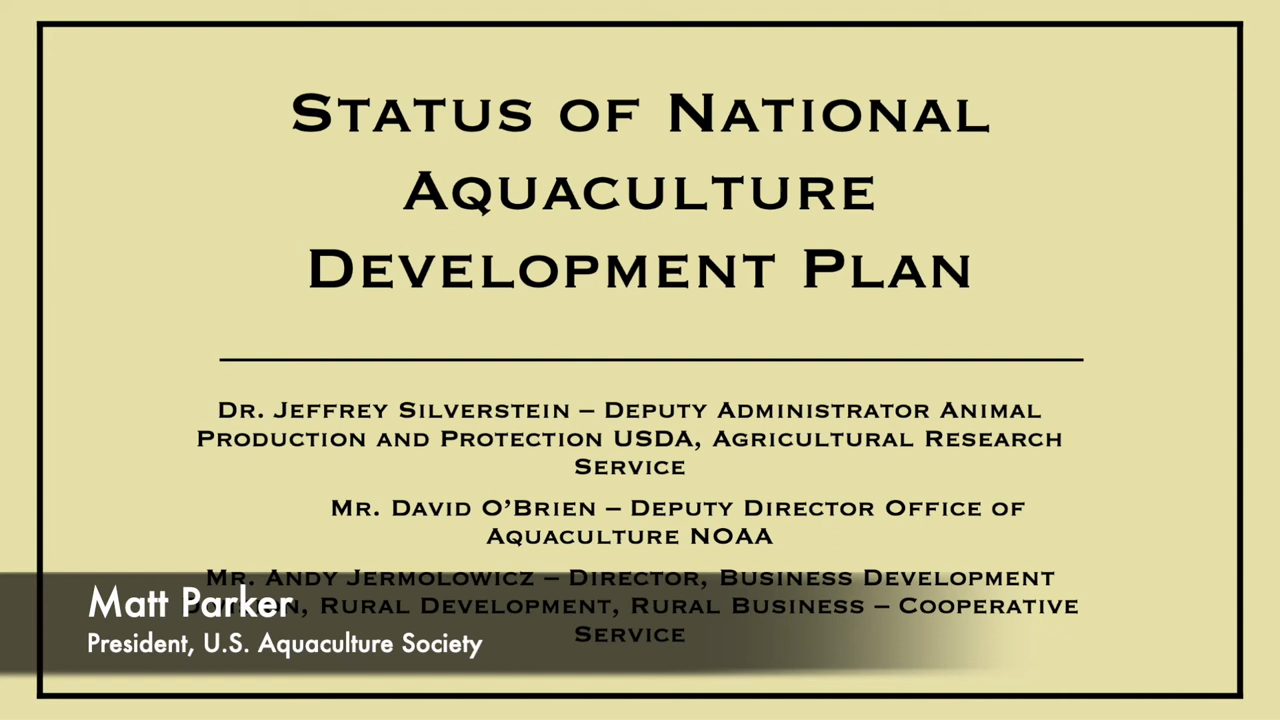 Status of National
Aquaculture
Development Plan
Dr. Jeffrey Silverstein – Deputy Administrator Animal
Production and Protection USDA, Agricultural Research
Service
Mr. David O’Brien – Deputy Director Office of
Aquaculture NOAA
Mr. Andy Jermolowicz – Director, Business Development
, Rural Development, Rural Business – Cooperative
Service
Matt Parker
President, U.S. Aquaculture Society